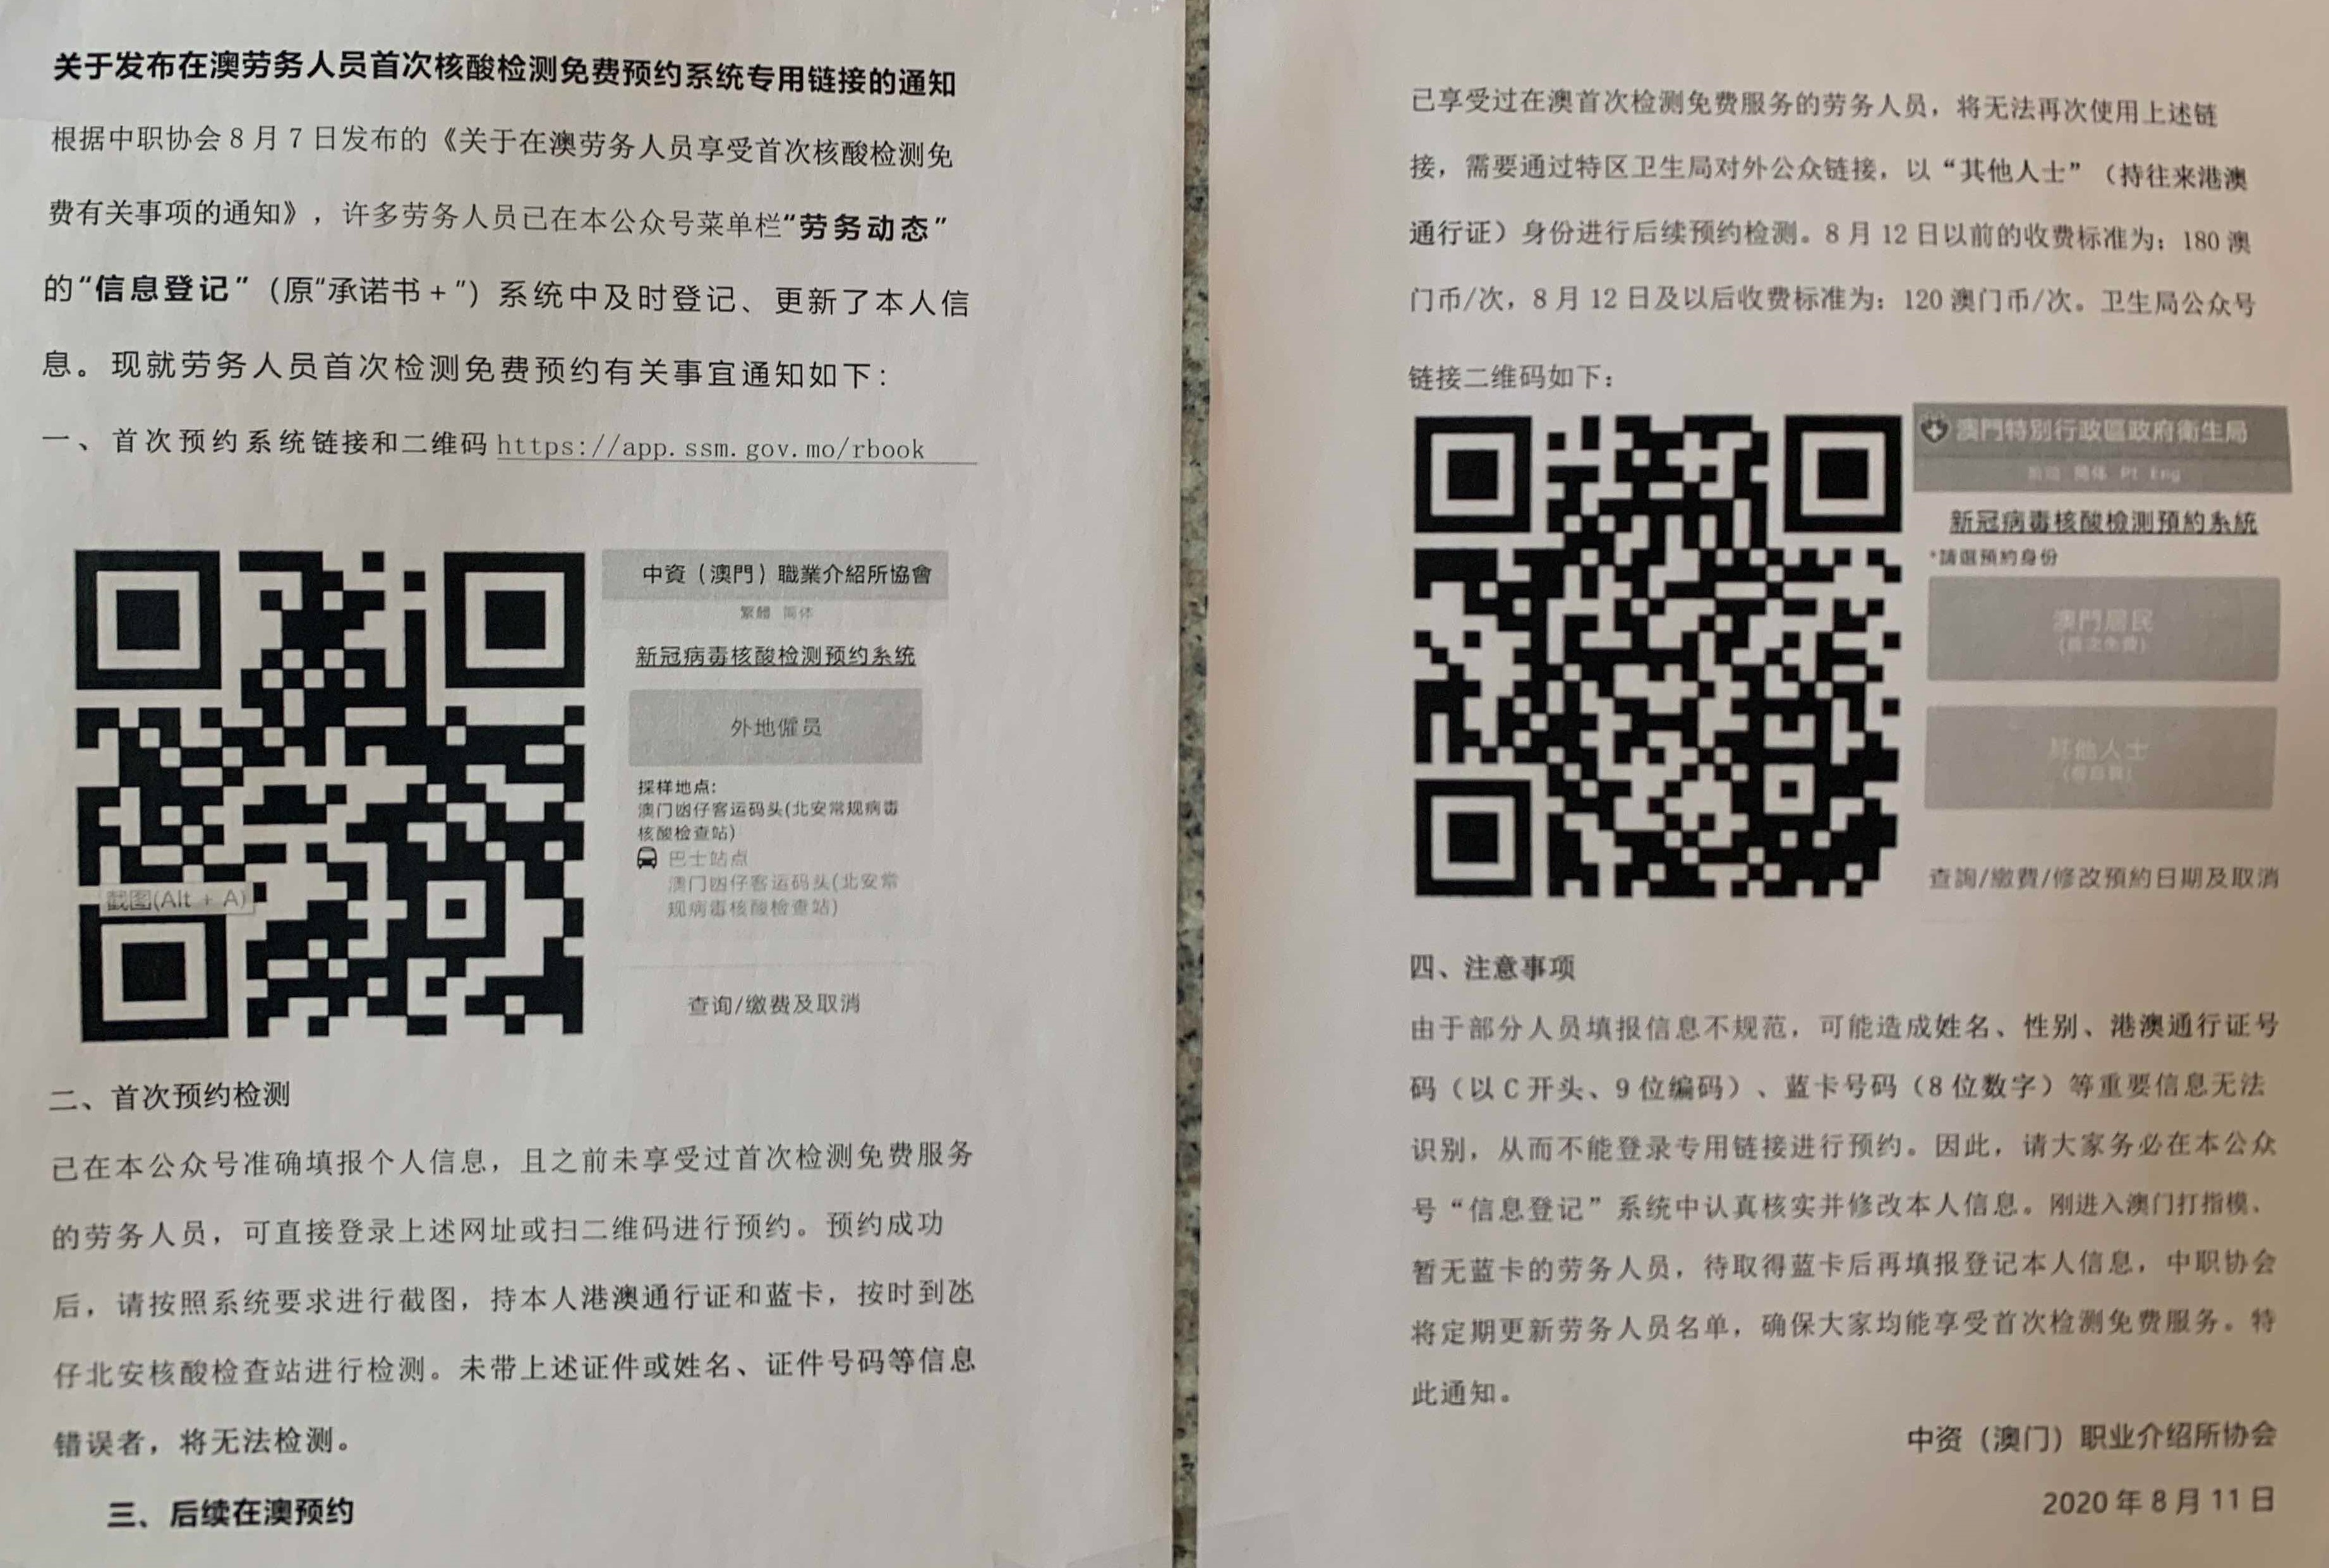 关于发布在澳劳务人员首次核酸检测免费预约系统专用链接的通知
根据中职协会8月7日发布的《关于在澳劳务人员享受首次核酸检测免
费有关事项的通知》，许多劳务人员已在本公众号菜单栏“劳务动态”
的“信息登记”（原“承诺书+”）系统中及时登记、更新了本人信
息。现就劳务人员首次检测免费预约有关事宜通知如下：
一、首次预约系统链接和二维码 https://app.ssm.gov.mo/rbook
中資（澳門）職業介紹所協會
繁體 简体
新冠病毒核酸检测预约系统
外地僱员
採样地点:
澳门凼仔客运码头(北安常规病毒
核酸检查站)
巴士站点
澳门凼仔客运码头(北安常
规病毒核酸检查站)
截图(Alt + A)
查询/缴费及取消
二、首次预约检测
已在本公众号准确填报个人信息，且之前未享受过首次检测免费服务
的劳务人员，可直接登录上述网址或扫二维码进行预约。预约成功
后，请按照系统要求进行截图，持本人港澳通行证和蓝卡，按时到氹
仔北安核酸检查站进行检测。未带上述证件或姓名、证件号码等信息
错误者，将无法检测。
三、后续在澳预约
已享受过在澳首次检测免费服务的劳务人员，将无法再次使用上述链
接，需要通过特区卫生局对外公众链接，以“其他人士”（持往来港澳
通行证）身份进行后续预约检测。8月12日以前的收费标准为：180澳
门币/次，8月12日及以后收费标准为：120澳门币/次。卫生局公众号
链接二维码如下：
澳門特別行政區政府衛生局
繁體 簡体 Pt Eng
新冠病毒核酸檢測預約系統
*請選預約身份
澳門居民
(首次免費)
其他人士
(需自費)
查詢/繳費/修改預約日期及取消
四、注意事项
由于部分人员填报信息不规范，可能造成姓名、性别、港澳通行证号
码（以C开头、9位编码）、蓝卡号码（8位数字）等重要信息无法
识别，从而不能登录专用链接进行预约。因此，请大家务必在本公众
号“信息登记”系统中认真核实并修改本人信息。刚进入澳门打指模、
暂无蓝卡的劳务人员，待取得蓝卡后再填报登记本人信息，中职协会
将定期更新劳务人员名单，确保大家均能享受首次检测免费服务。特
此通知。
中资（澳门）职业介绍所协会
2020年8月11日